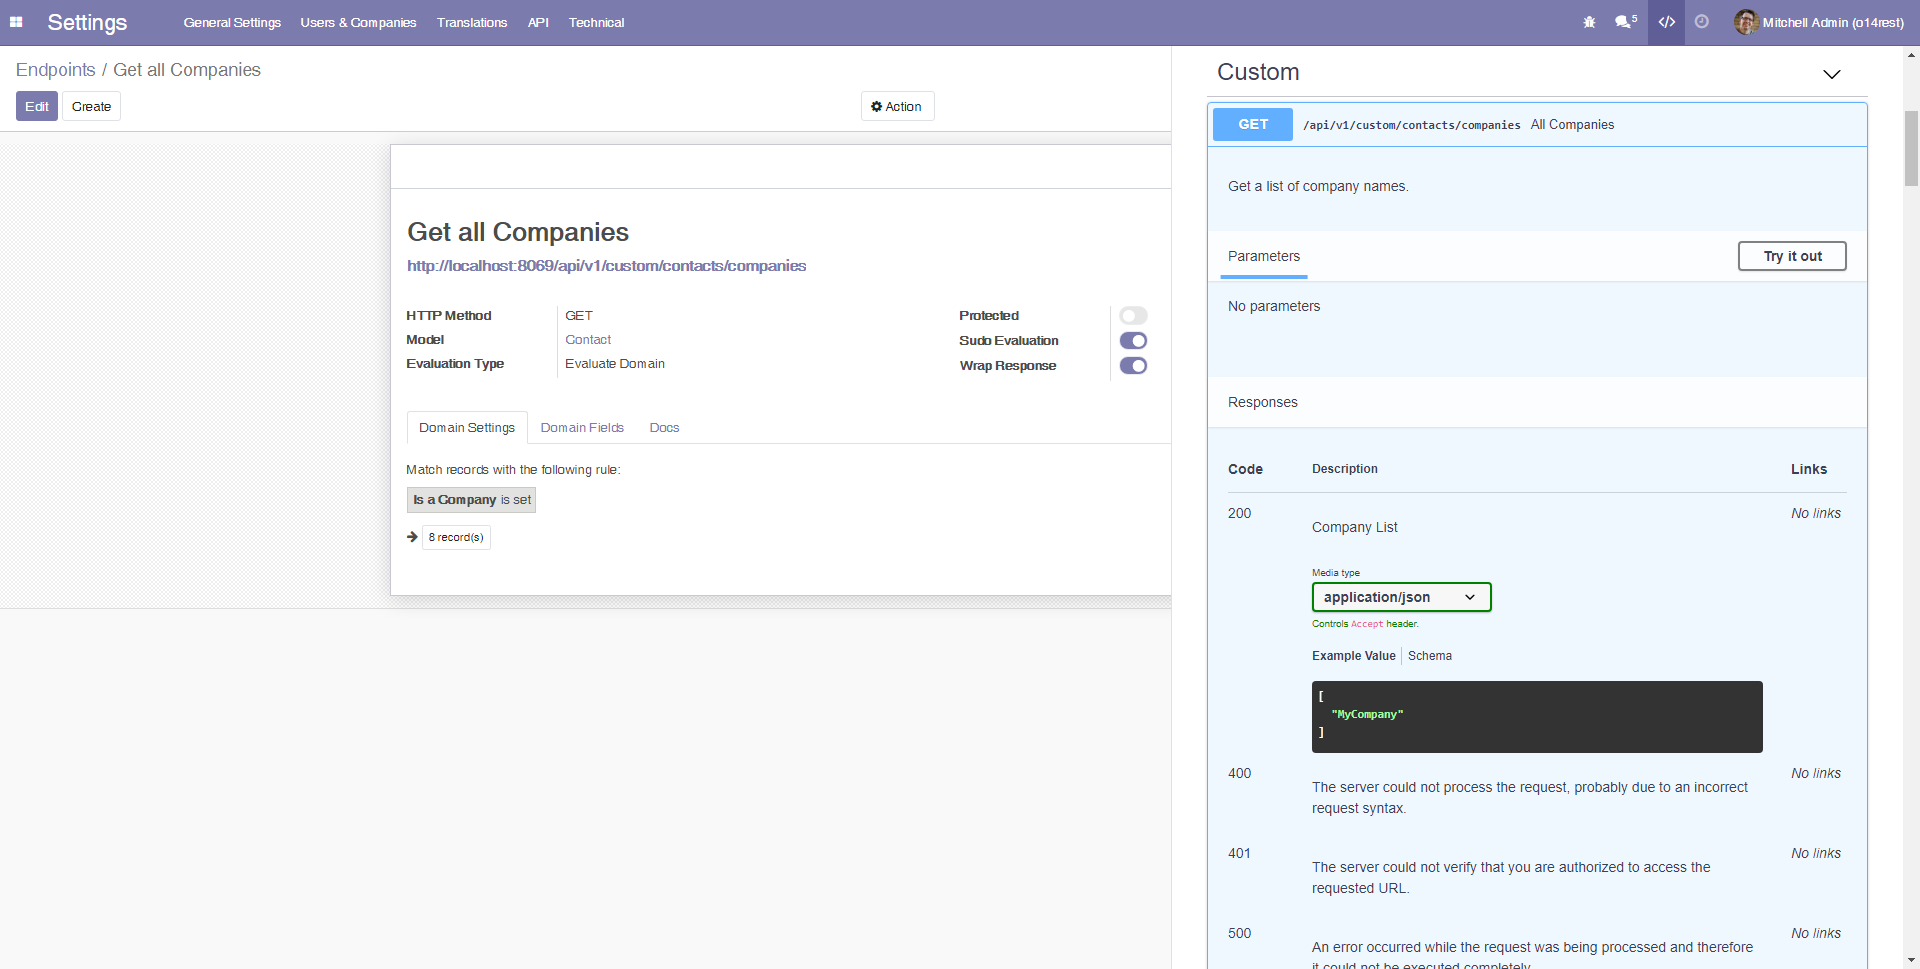 Settings General Settings Users & Companies Translations API Technical 5 Mitchell Admin (o14rest)
Endpoints / Get all Companies
Edit Create Action
Get all Companies
http://localhost:8069/api/v1/custom/contacts/companies
HTTP Method GET
Model Contact
Evaluation Type Evaluate Domain
Protected
Sudo Evaluation
Wrap Response
Domain Settings Domain Fields Docs
Match records with the following rule:
Is a Company is set
8 record(s)
Custom
GET /api/v1/custom/contacts/companies All Companies
Get a list of company names.
Parameters Try it out
No parameters
Responses
Code Description Links
200 No links
Company List
Media type
application/json
Controls Accept header.
Example Value Schema
[
"MyCompany"
]
400 No links
The server could not process the request, probably due to an incorrect
request syntax.
401 No links
The server could not verify that you are authorized to access the
requested URL.
500 No links
An error occurred while the request was being processed and therefore
it could not be executed completely